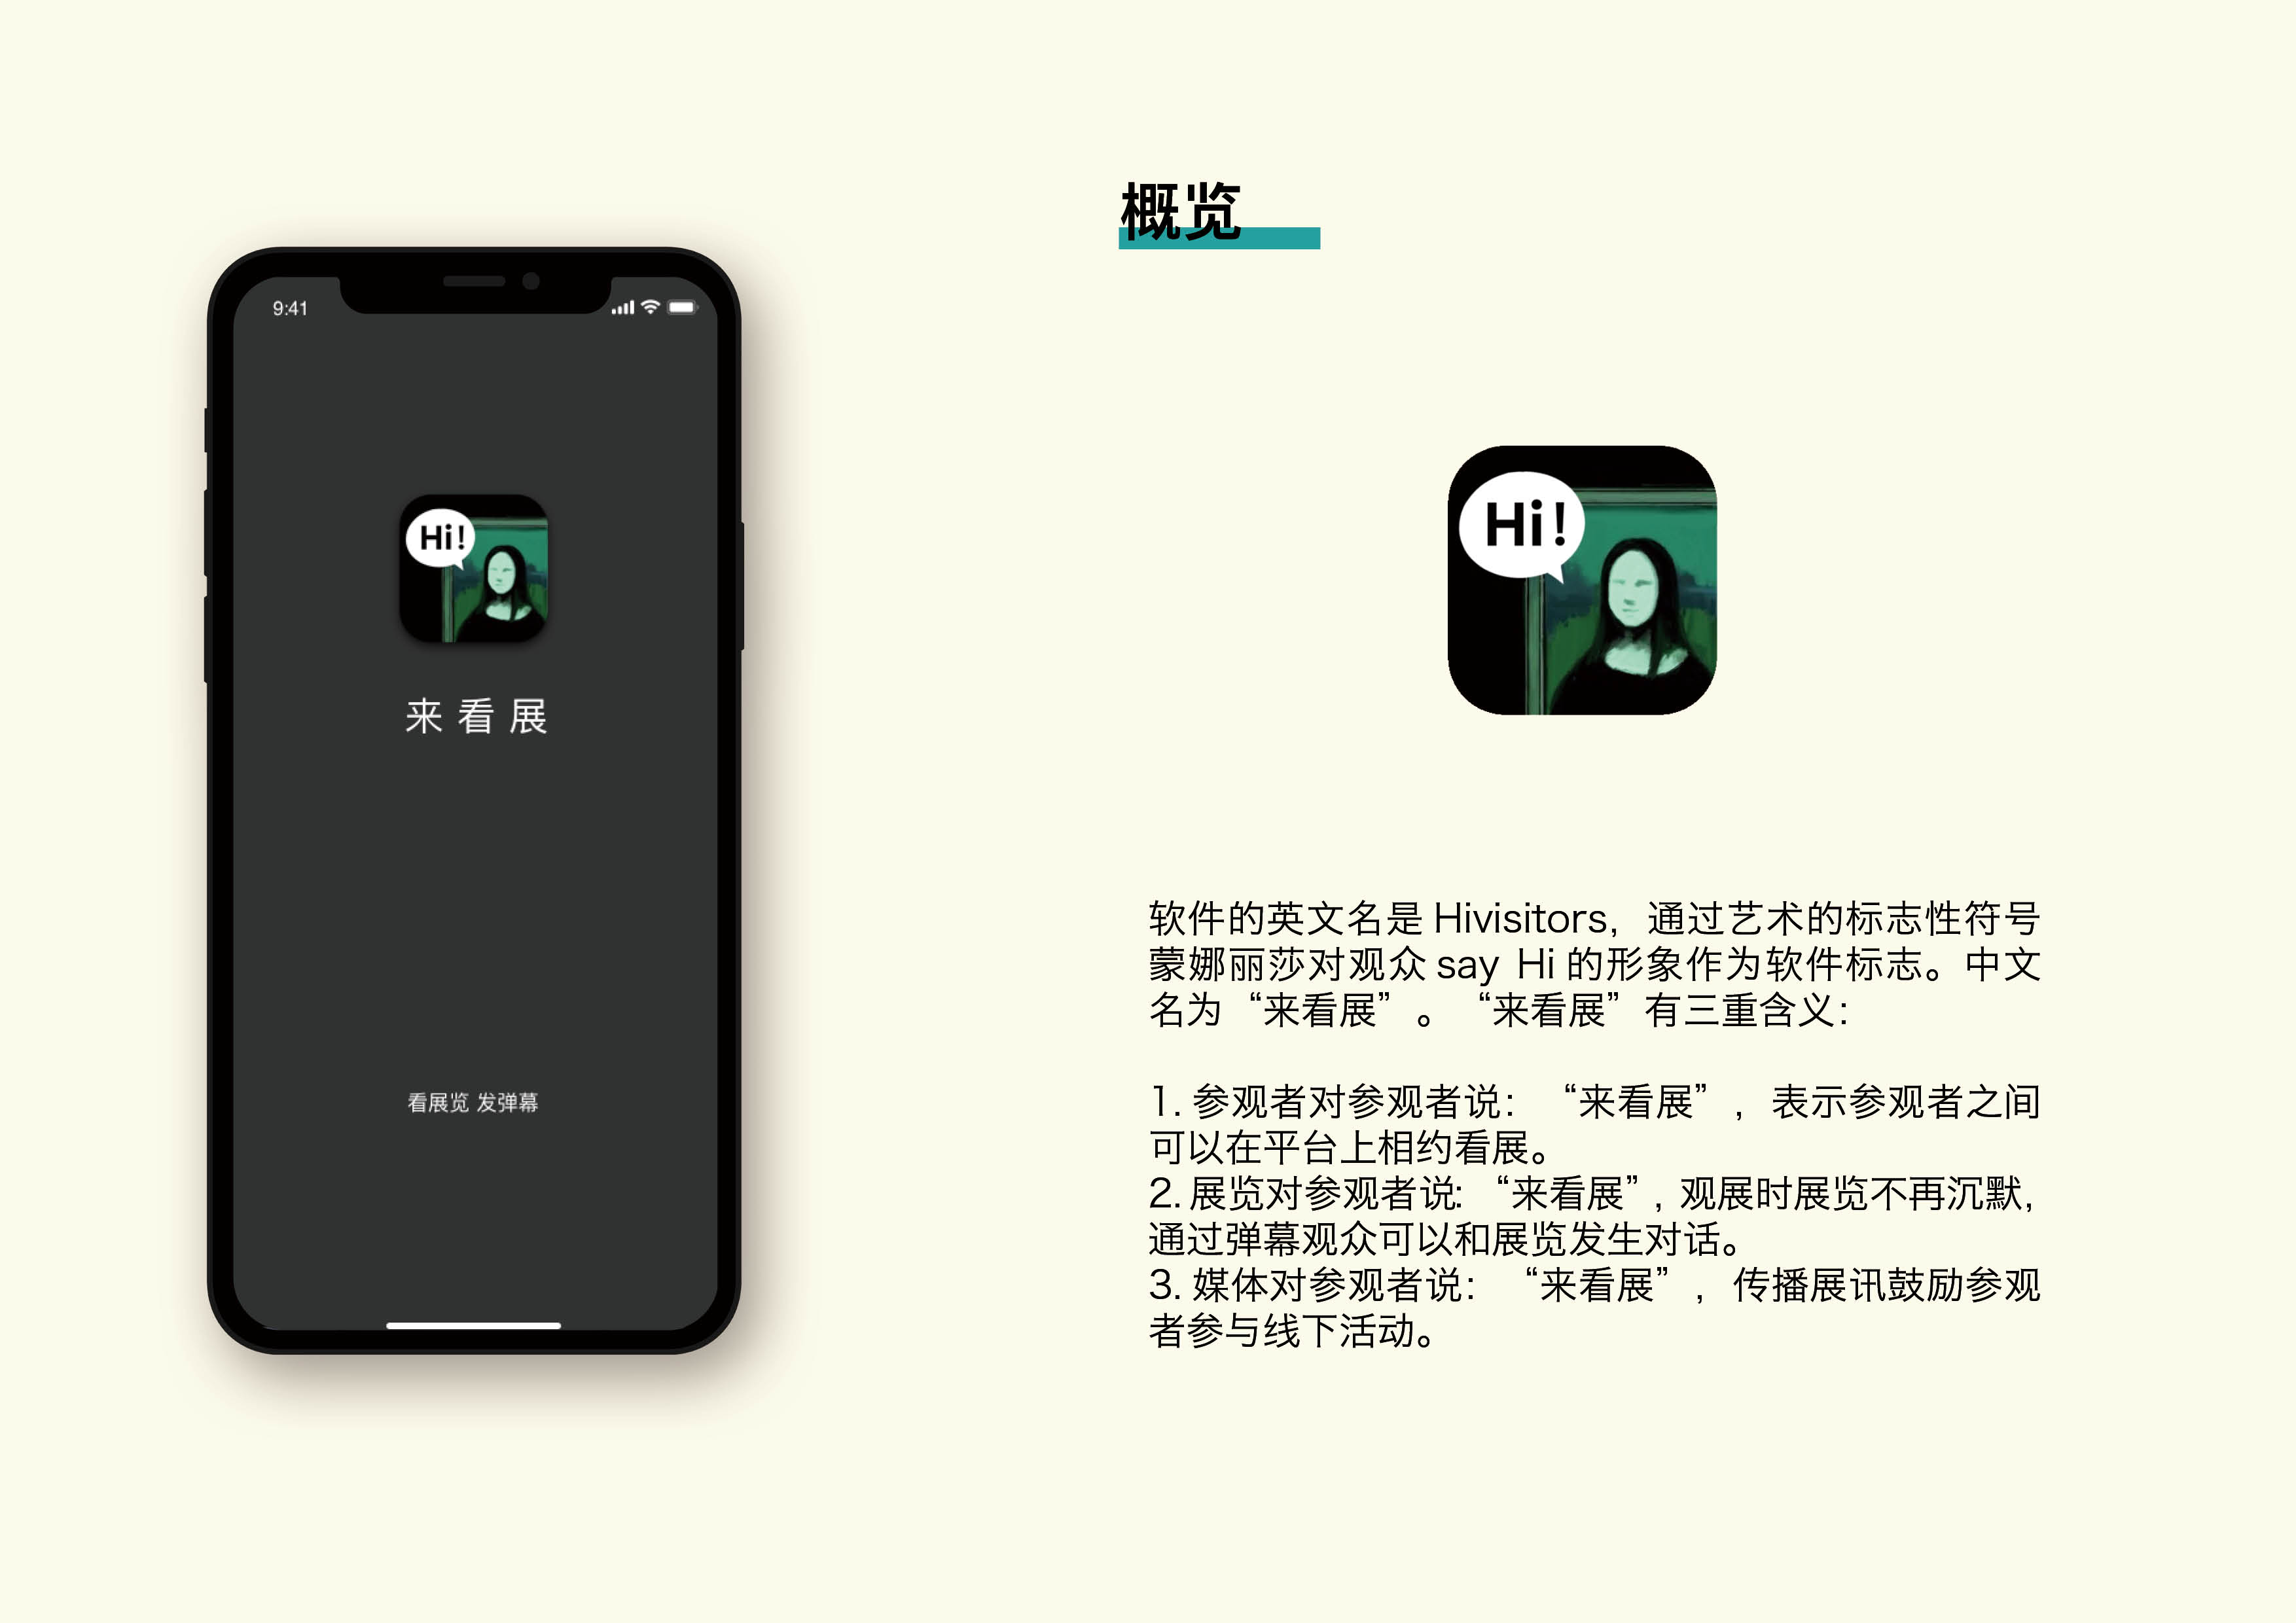 概览
9:41
Hi!
来看展
看展览 发弹幕
Hi!
软件的英文名是 Hivisitors，通过艺术的标志性符号
蒙娜丽莎对观众 say Hi 的形象作为软件标志。中文
名为“来看展”。“来看展”有三重含义：
1. 参观者对参观者说：“来看展”，表示参观者之间
可以在平台上相约看展。
2. 展览对参观者说：“来看展”，观展时展览不再沉默，
通过弹幕观众可以和展览发生对话。
3. 媒体对参观者说：“来看展”，传播展讯鼓励参观
者参与线下活动。